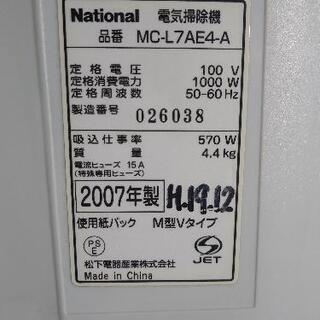 National 電気掃除機
品番 MC-L7AE4-A
定格電圧 100 V
定格消費電力 1000 W
定格周波数 50-60 Hz
製造番号 026038
吸込仕事率 570 W
質量 4.4 kg
電流ヒューズ 15A
(特殊専用ヒューズ)
2007年製 H.19.12
使用紙パック M型Vタイプ
PS E JET
松下電器産業株式会社
Made in China